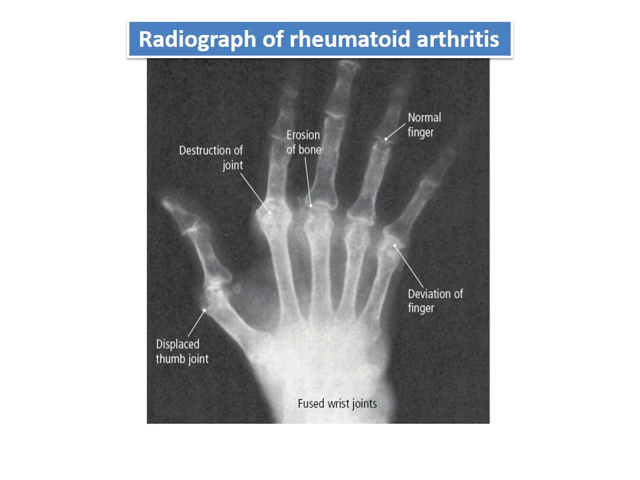 Radiograph of rheumatoid arthritis
Normal
finger
Erosion
of bone
Destruction of
joint
Deviation of
finger
Displaced
thumb joint
Fused wrist joints